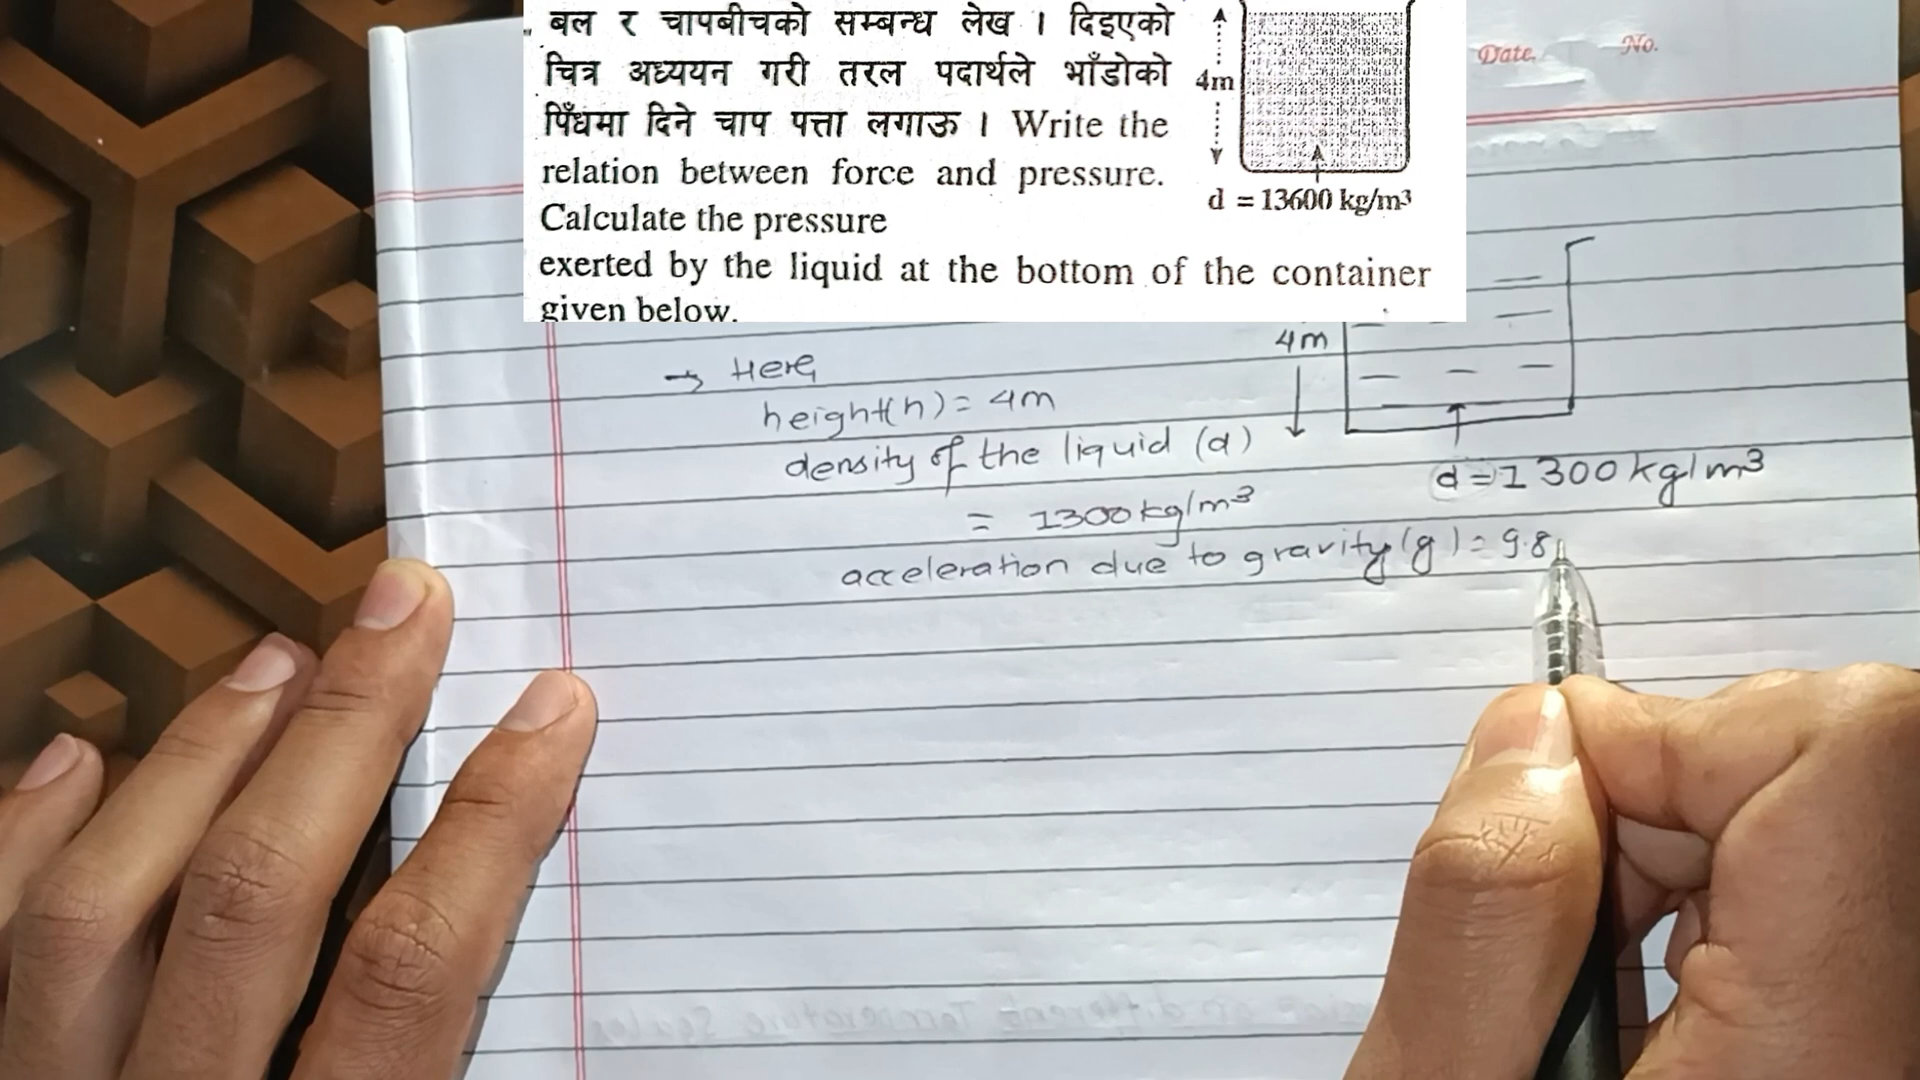 बल र चापबीचको सम्बन्ध लेख । दिइएको
चित्र अध्ययन गरी तरल पदार्थले भाँडोको
पिँधमा दिने चाप पत्ता लगाऊ । Write the
relation between force and pressure.
Calculate the pressure
exerted by the liquid at the bottom of the container
given below.
4m
d = 13600 kg/m³
Date.
No.
4m
d = 1300 kg/m³
→ Here
height(h) = 4m
density of the liquid (d)
= 1300 kg/m³
acceleration due to gravity (g) = 9.8